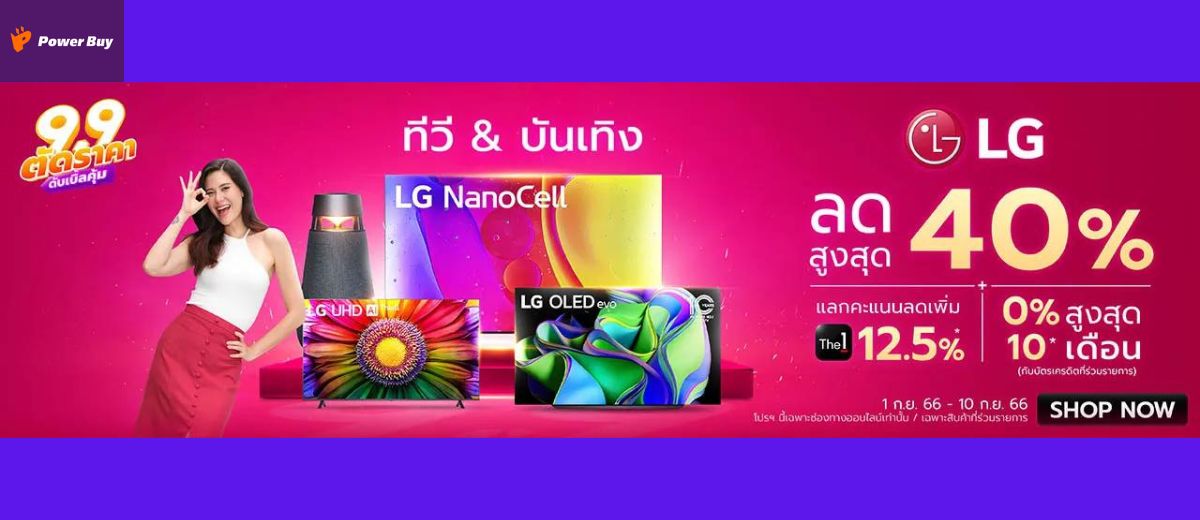 Power Buy
9.9
ตัดราคา
ดับเบิ้ลคุ้ม
ทีวี & บันเทิง
LG NanoCell
LG UHD AI
LG OLED evo
LG
ลด
สูงสุด
40%
+
แลกคะแนนลดเพิ่ม
The1
12.5%*
0% สูงสุด
10* เดือน
(กับบัตรเครดิตที่ร่วมรายการ)
1 ก.ย. 66 - 10 ก.ย. 66
โปรฯ นี้เฉพาะช่องทางออนไลน์เท่านั้น / เฉพาะสินค้าที่ร่วมรายการ
SHOP NOW